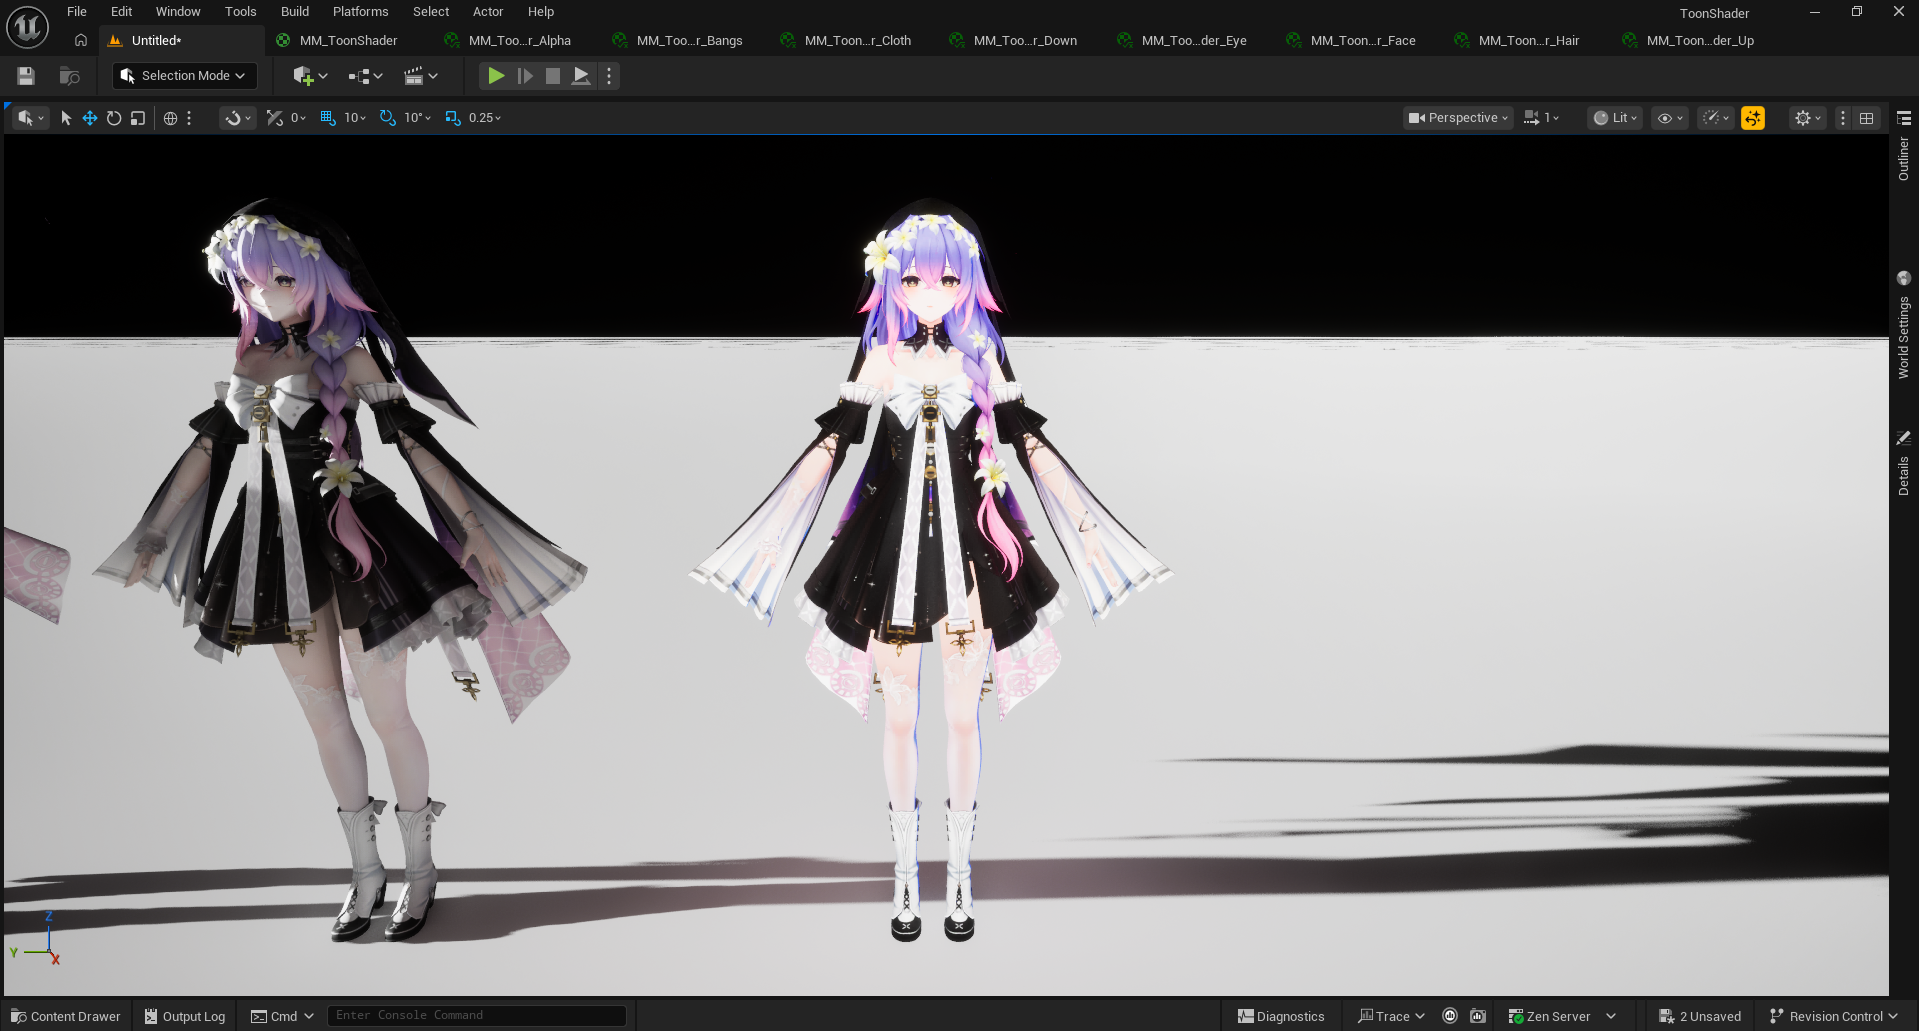 File Edit Window Tools Build Platforms Select Actor Help
ToonShader
Untitled*
MM_ToonShader
MM_Too...r_Alpha
MM_Too...r_Bangs
MM_Toon...r_Cloth
MM_Toon...r_Down
MM_Too...der_Eye
MM_Toon...r_Face
MM_Toon...r_Hair
MM_Toon...der_Up
Selection Mode
0
10
10°
0.25
Perspective
1
Lit
Outliner
World Settings
Details
Z
Y
X
Content Drawer
Output Log
Cmd
Enter Console Command
Diagnostics
Trace
Zen Server
2 Unsaved
Revision Control